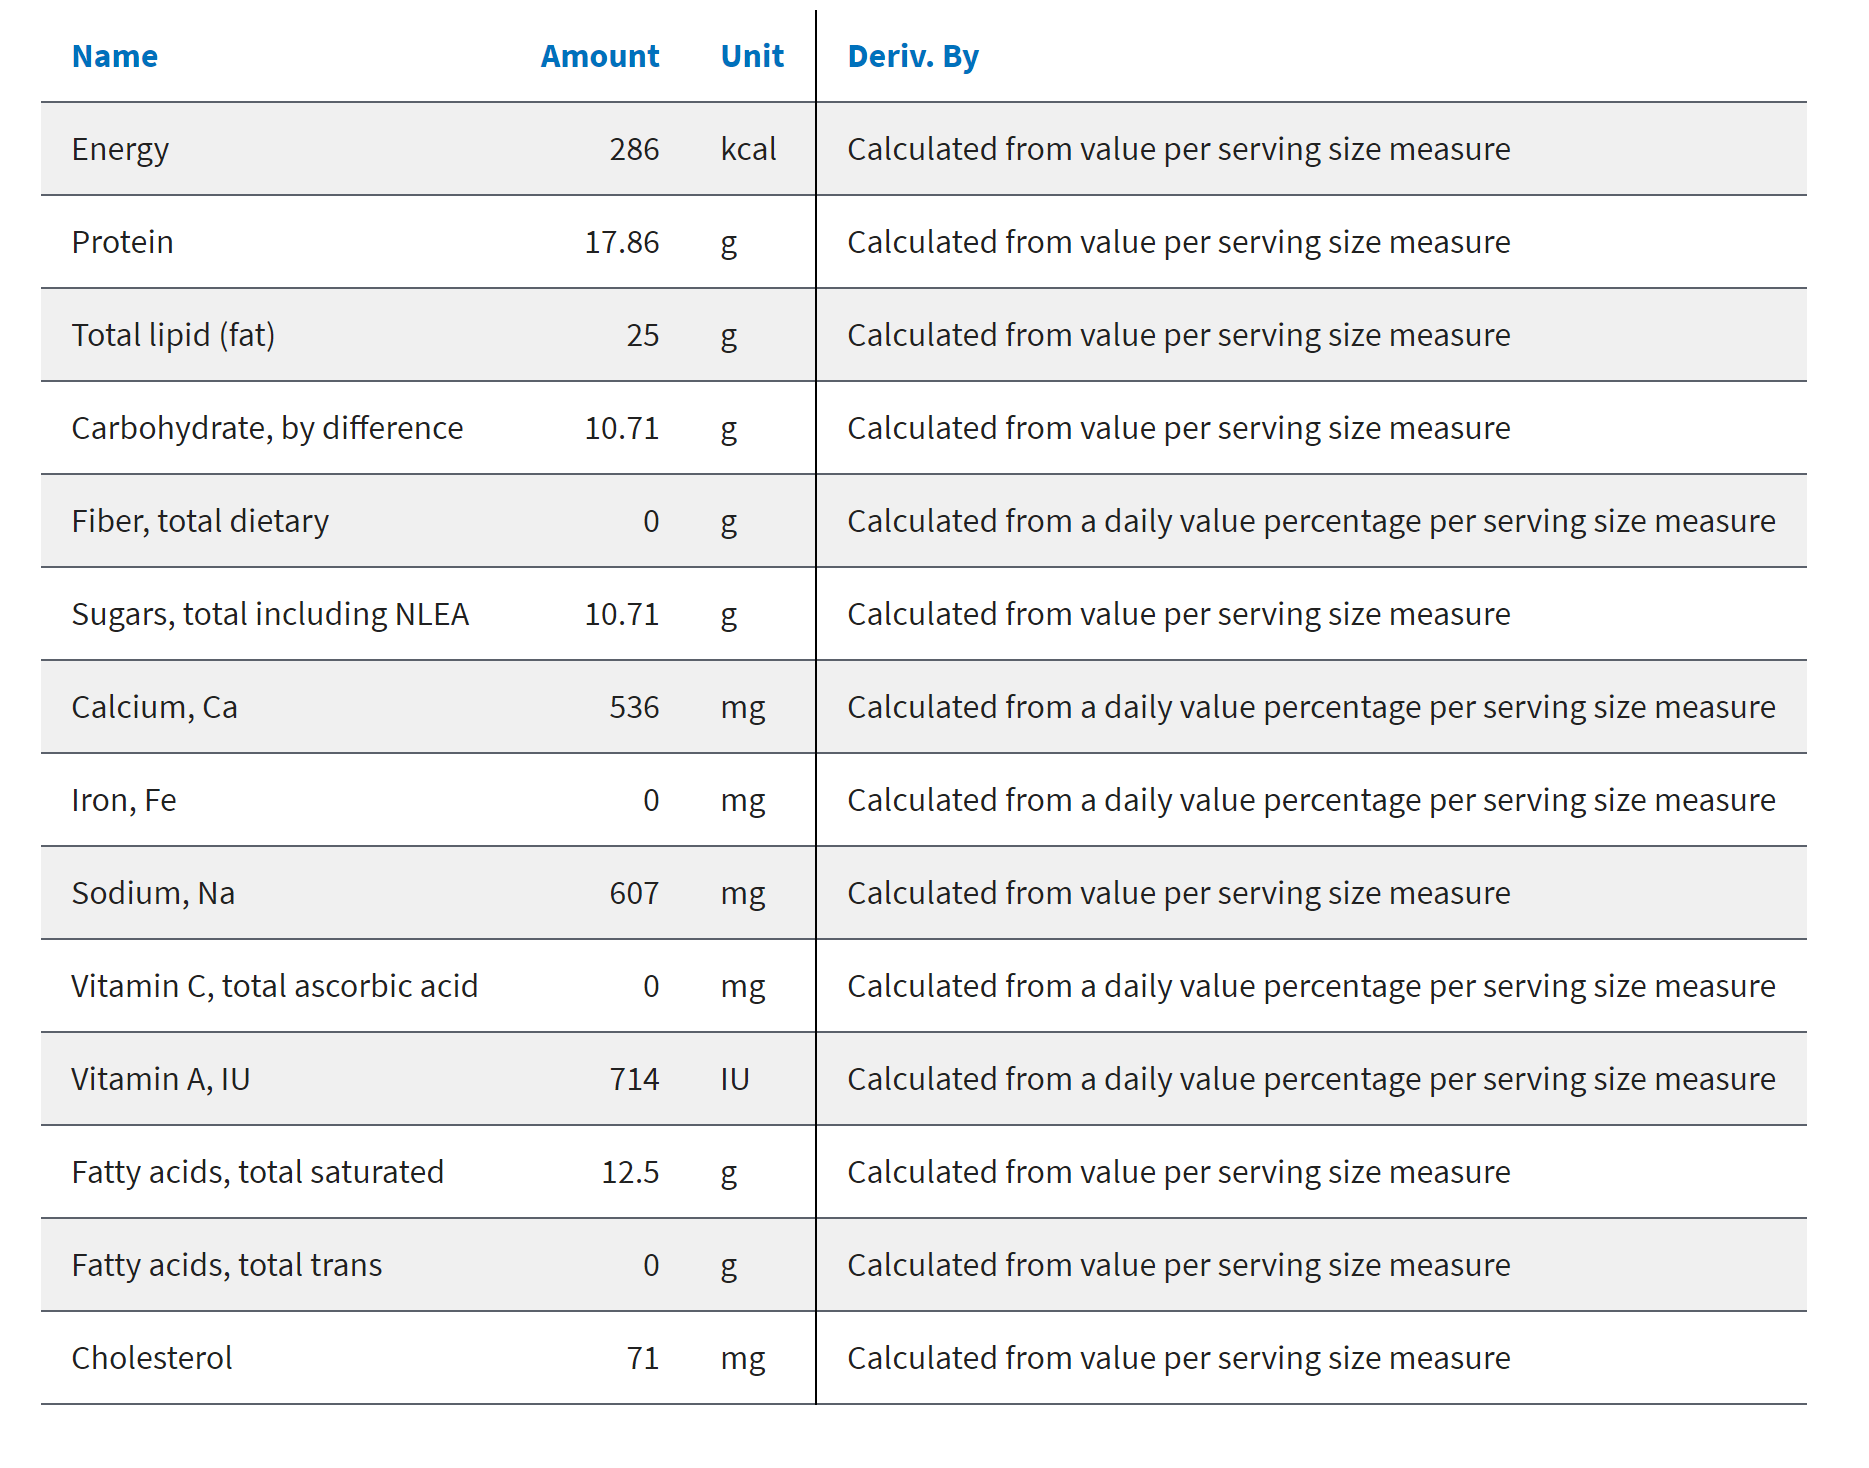 Name Amount Unit Deriv. By
Energy 286 kcal Calculated from value per serving size measure
Protein 17.86 g Calculated from value per serving size measure
Total lipid (fat) 25 g Calculated from value per serving size measure
Carbohydrate, by difference 10.71 g Calculated from value per serving size measure
Fiber, total dietary 0 g Calculated from a daily value percentage per serving size measure
Sugars, total including NLEA 10.71 g Calculated from value per serving size measure
Calcium, Ca 536 mg Calculated from a daily value percentage per serving size measure
Iron, Fe 0 mg Calculated from a daily value percentage per serving size measure
Sodium, Na 607 mg Calculated from value per serving size measure
Vitamin C, total ascorbic acid 0 mg Calculated from a daily value percentage per serving size measure
Vitamin A, IU 714 IU Calculated from a daily value percentage per serving size measure
Fatty acids, total saturated 12.5 g Calculated from value per serving size measure
Fatty acids, total trans 0 g Calculated from value per serving size measure
Cholesterol 71 mg Calculated from value per serving size measure